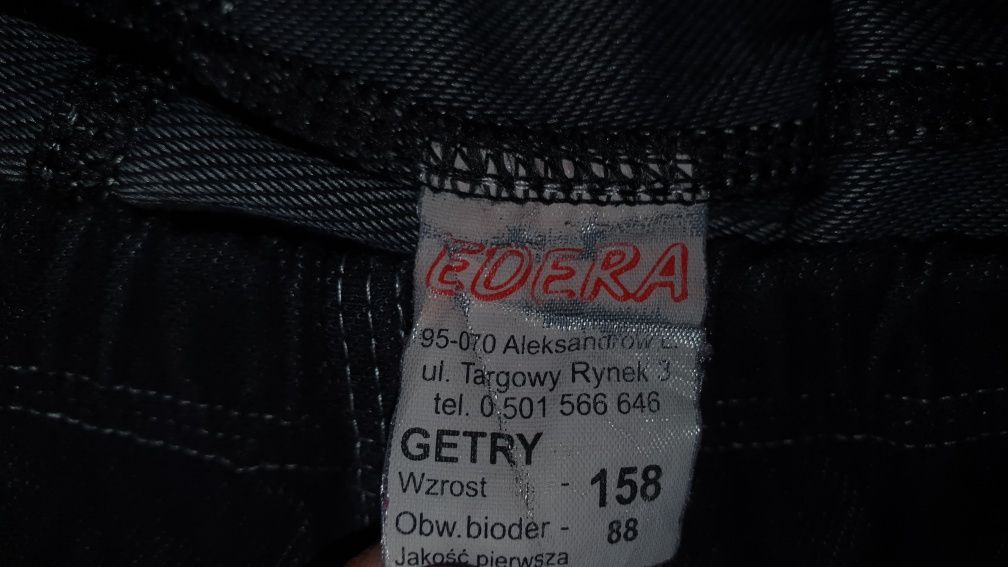 EDERA
95-070 Aleksandrów Ł.
ul. Targowy Rynek 3
tel. 0 501 566 646
GETRY
Wzrost - 158
Obw. bioder - 88
Jakość pierwsza